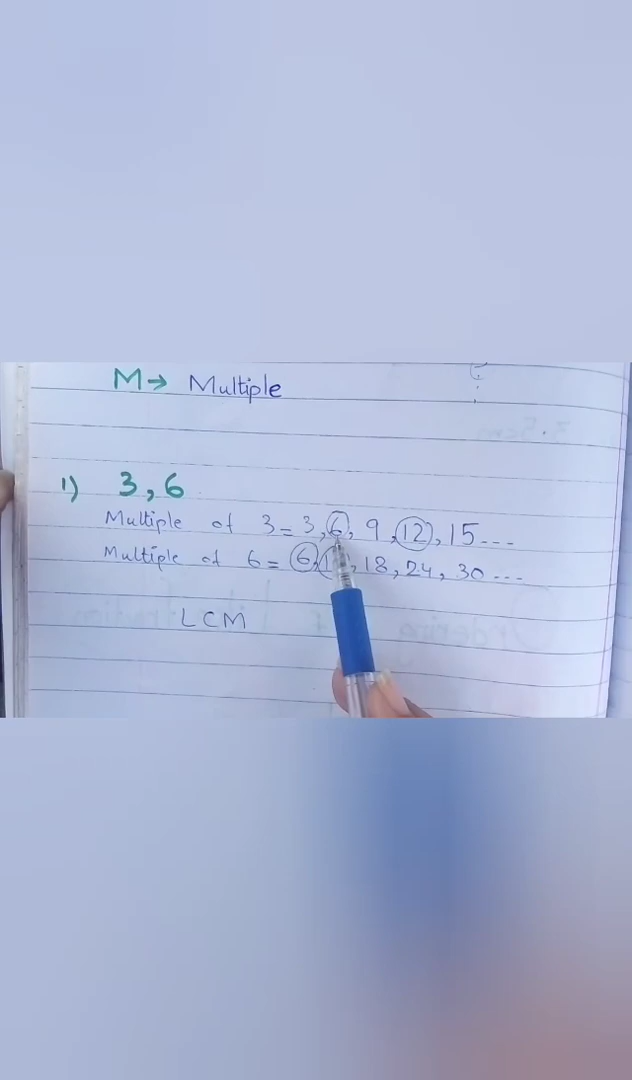 M→ Multiple
1) 3,6
Multiple of 3 = 3, 6, 9, 12, 15...
Multiple of 6 = 6, 18, 24, 30...
LCM